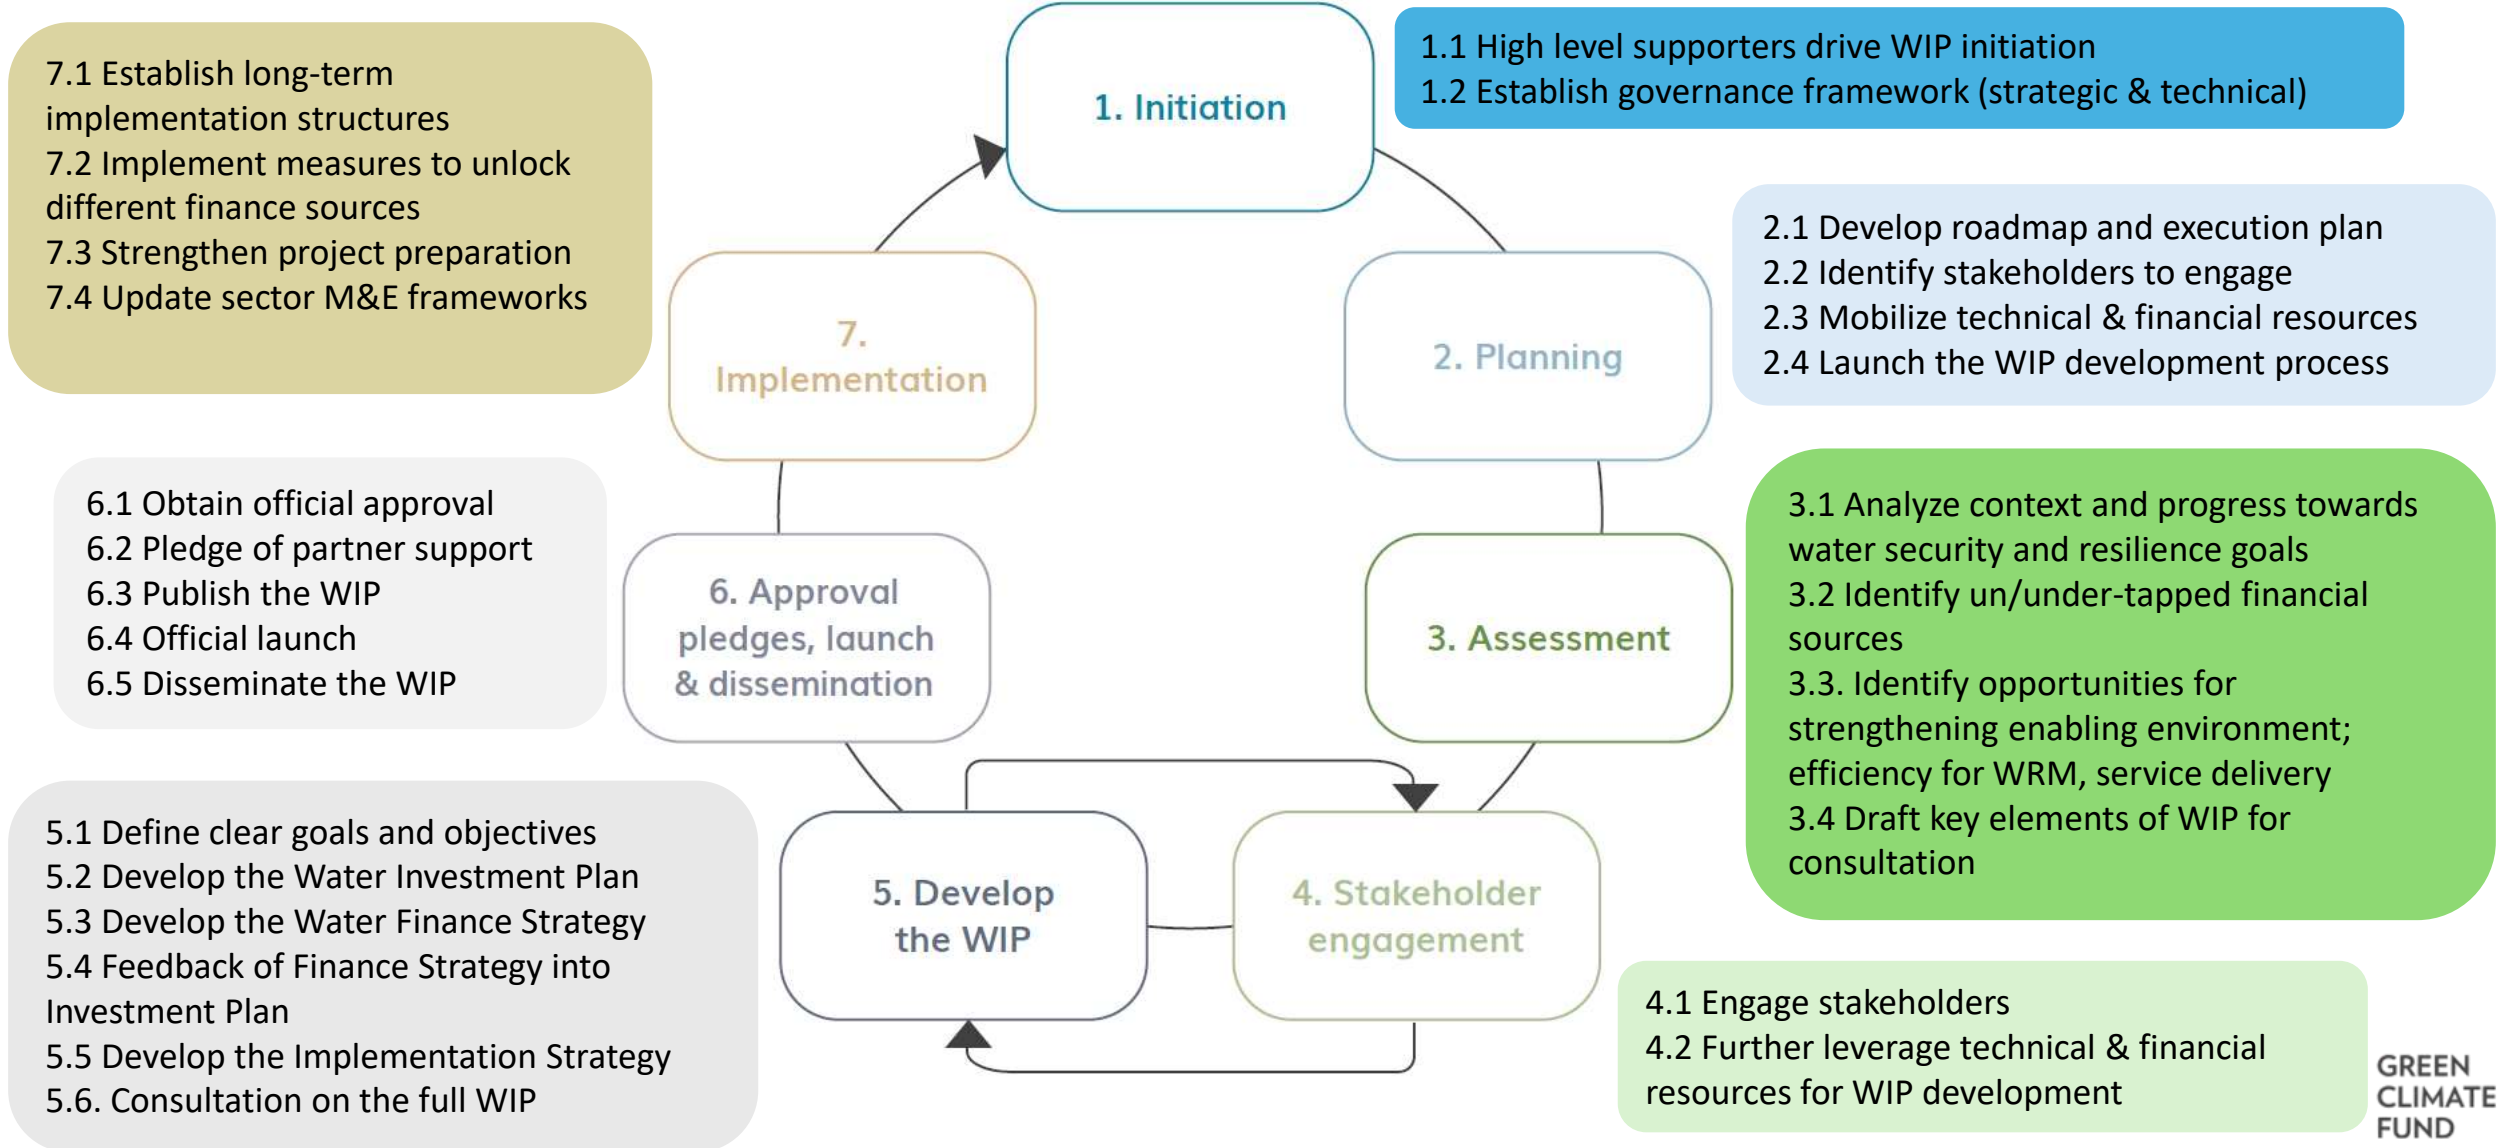 1. Initiation
1.1 High level supporters drive WIP initiation
1.2 Establish governance framework (strategic & technical)
2. Planning
2.1 Develop roadmap and execution plan
2.2 Identify stakeholders to engage
2.3 Mobilize technical & financial resources
2.4 Launch the WIP development process
3. Assessment
3.1 Analyze context and progress towards
water security and resilience goals
3.2 Identify un/under-tapped financial
sources
3.3. Identify opportunities for
strengthening enabling environment;
efficiency for WRM, service delivery
3.4 Draft key elements of WIP for
consultation
4. Stakeholder
engagement
4.1 Engage stakeholders
4.2 Further leverage technical & financial
resources for WIP development
5. Develop
the WIP
5.1 Define clear goals and objectives
5.2 Develop the Water Investment Plan
5.3 Develop the Water Finance Strategy
5.4 Feedback of Finance Strategy into
Investment Plan
5.5 Develop the Implementation Strategy
5.6. Consultation on the full WIP
6. Approval
pledges, launch
& dissemination
6.1 Obtain official approval
6.2 Pledge of partner support
6.3 Publish the WIP
6.4 Official launch
6.5 Disseminate the WIP
7.
Implementation
7.1 Establish long-term
implementation structures
7.2 Implement measures to unlock
different finance sources
7.3 Strengthen project preparation
7.4 Update sector M&E frameworks
GREEN
CLIMATE
FUND